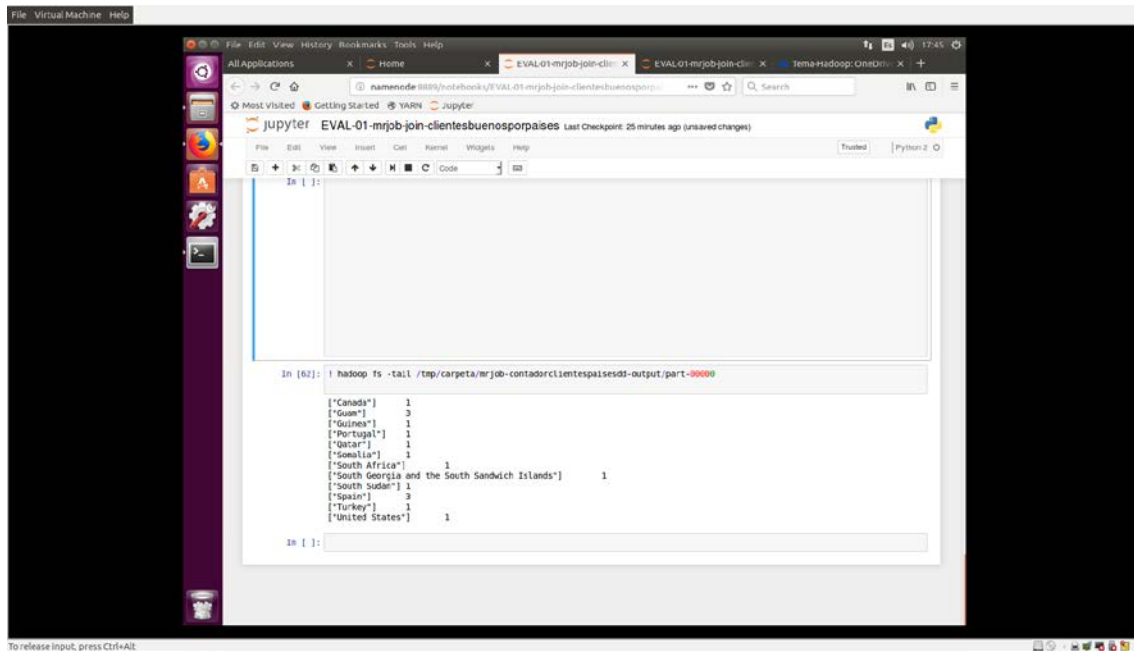 File Virtual Machine Help
File Edit View History Bookmarks Tools Help
Es 17:45
All Applications
Home
EVAL-01-mrjob-join-clien
EVAL-01-mrjob-join-clien
Tema-Hadoop: OneDriv
namenode:8889/notebooks/EVAL-01-mrjob-join-clientesbuenosporpa
Search
Most Visited Getting Started YARN Jupyter
jupyter EVAL-01-mrjob-join-clientesbuenosporpaises Last Checkpoint: 25 minutes ago (unsaved changes)
File Edit View Insert Cell Kernel Widgets Help Trusted Python 2
Code
In [ ]:
In [62]: ! hadoop fs -tail /tmp/carpeta/mrjob-contadorclientespaisesdd-output/part-00000
["Canada"] 1
["Guam"] 3
["Guinea"] 1
["Portugal"] 1
["Qatar"] 1
["Somalia"] 1
["South Africa"] 1
["South Georgia and the South Sandwich Islands"] 1
["South Sudan"] 1
["Spain"] 3
["Turkey"] 1
["United States"] 1
In [ ]:
To release input, press Ctrl+Alt